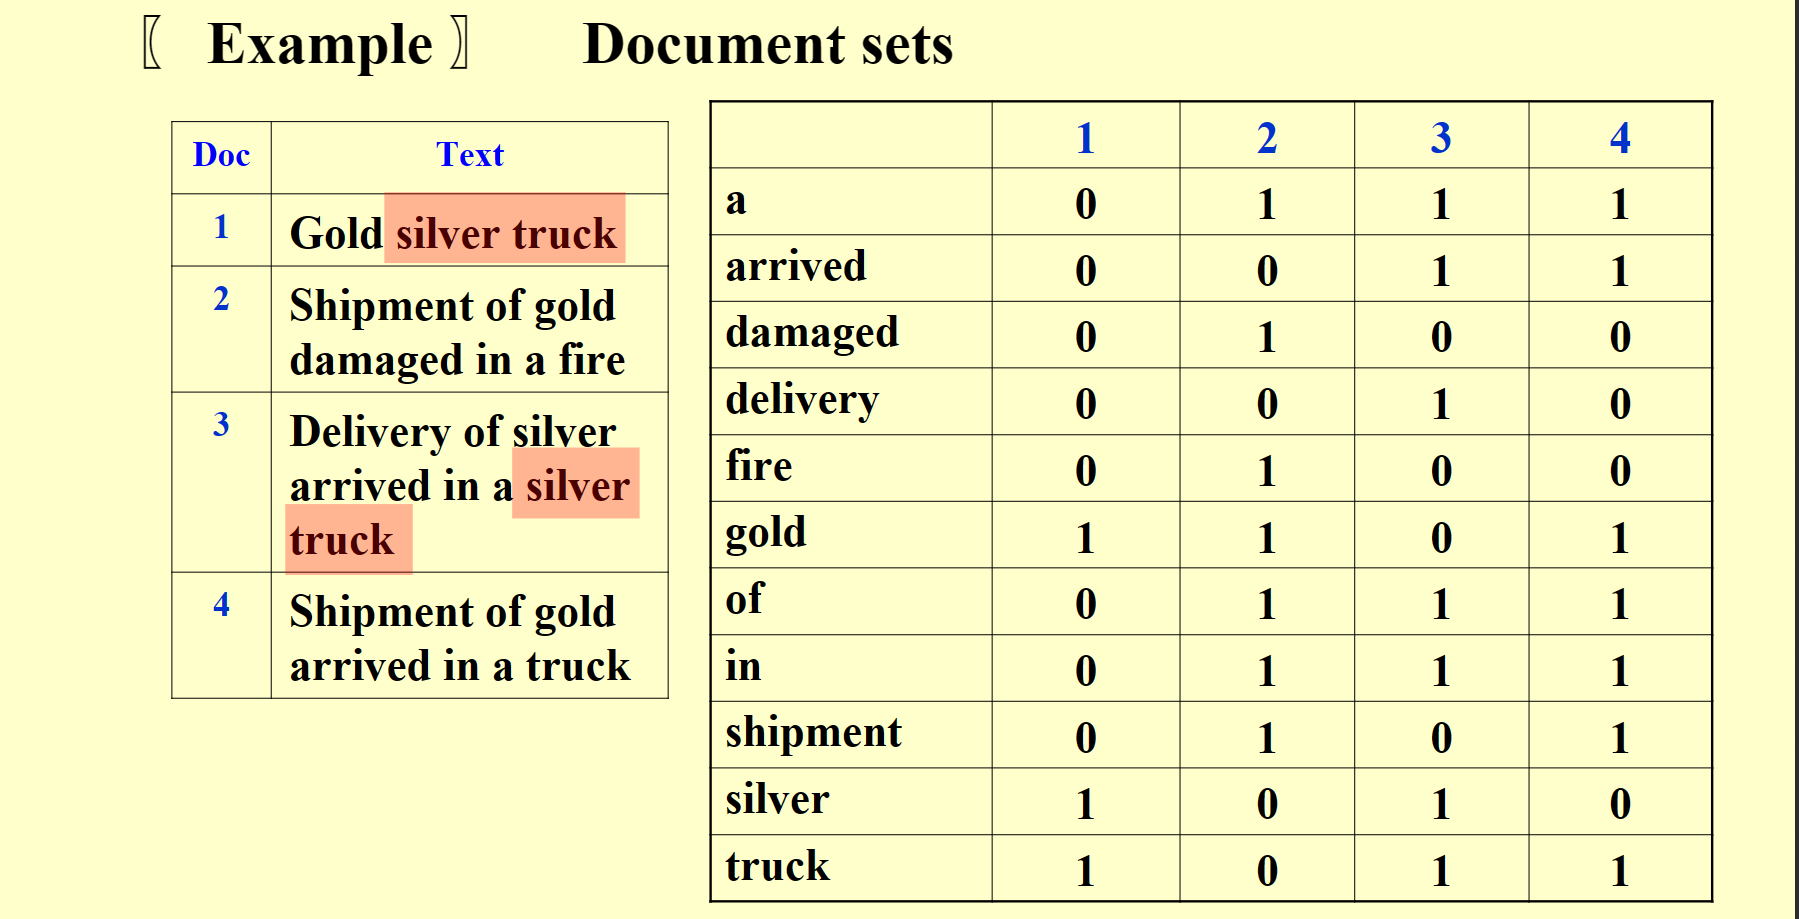 〖 Example 〗 Document sets
Doc Text
1 Gold silver truck
2 Shipment of gold
damaged in a fire
3 Delivery of silver
arrived in a silver
truck
4 Shipment of gold
arrived in a truck
1 2 3 4
a 0 1 1 1
arrived 0 0 1 1
damaged 0 1 0 0
delivery 0 0 1 0
fire 0 1 0 0
gold 1 1 0 1
of 0 1 1 1
in 0 1 1 1
shipment 0 1 0 1
silver 1 0 1 0
truck 1 0 1 1